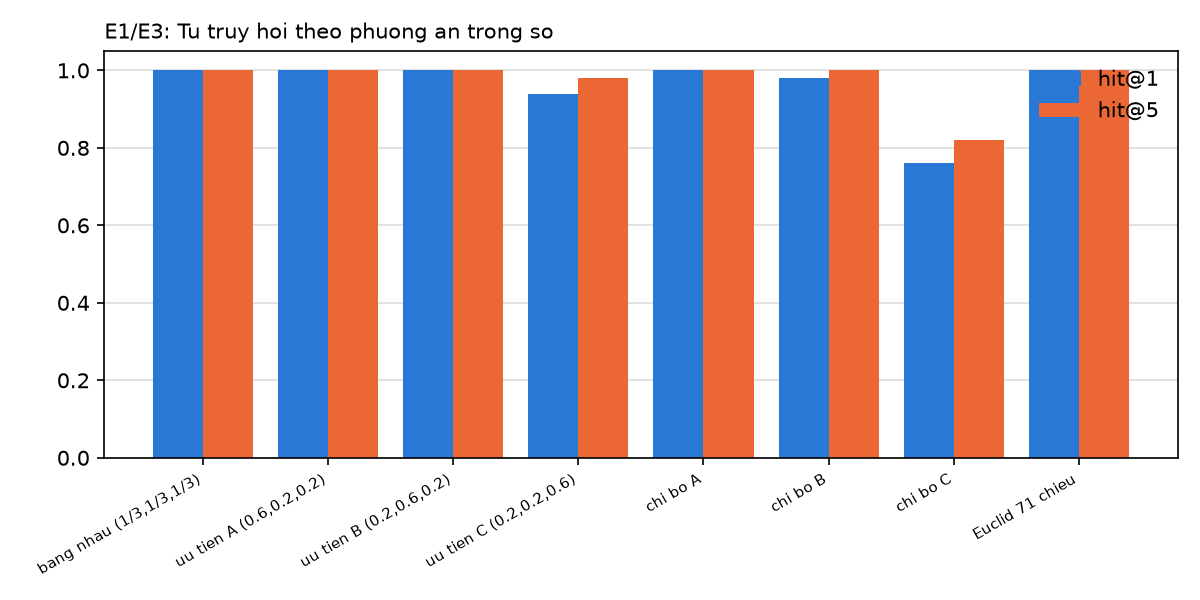 E1/E3: Tu truy hoi theo phuong an trong so
1.0
0.8
0.6
0.4
0.2
0.0
hit@1
hit@5
bang nhau (1/3,1/3,1/3)
uu tien A (0.6,0.2,0.2)
uu tien B (0.2,0.6,0.2)
uu tien C (0.2,0.2,0.6)
chi bo A
chi bo B
chi bo C
Euclid 71 chieu